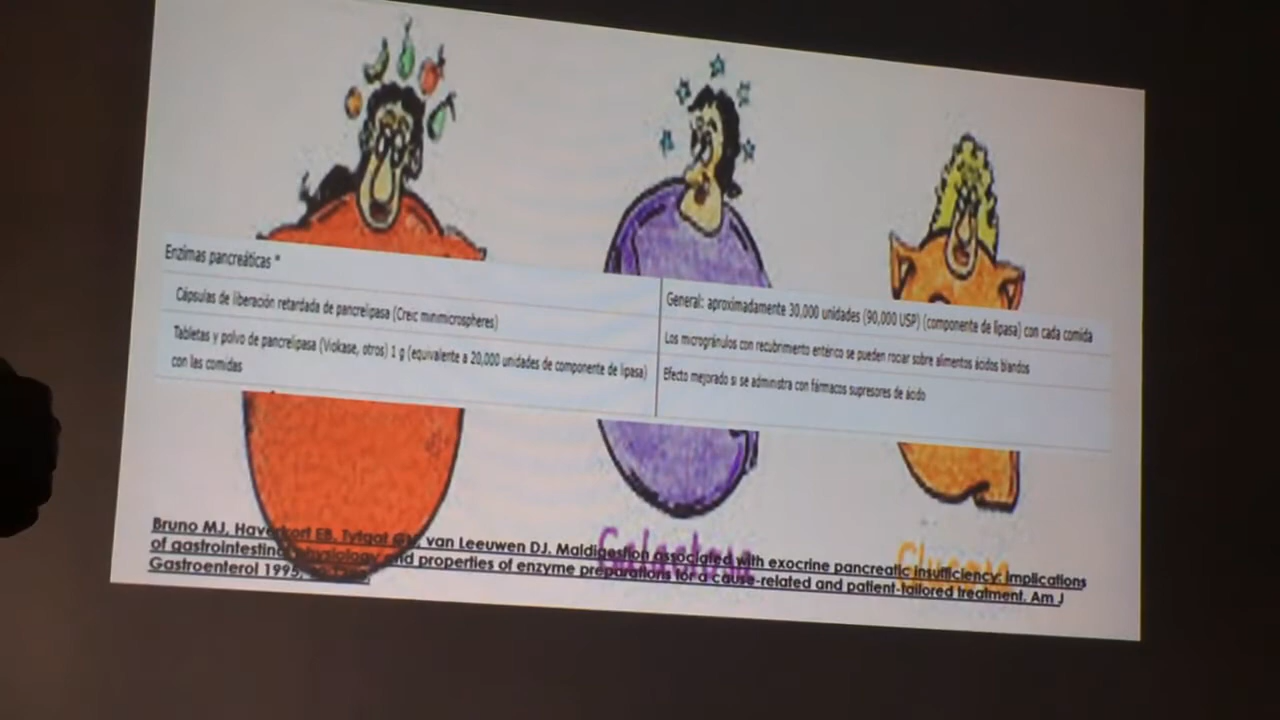 Enzimas pancreáticas *
Cápsulas de liberación retardada de pancrelipasa (Creic minimicrospheres)
Tabletas y polvo de pancrelipasa (Viokase, otros) 1 g (equivalente a 20,000 unidades de componente de lipasa)
con las comidas
General: aproximadamente 30,000 unidades (90,000 USP) (componente de lipasa) con cada comida
Los microgránulos con recubrimiento entérico se pueden rociar sobre alimentos ácidos blandos
Efecto mejorado si se administra con fármacos supresores de ácido
Galactosa
Bruno MJ, Haverkort EB, Tytgat GN, van Leeuwen DJ. Maldigestion associated with exocrine pancreatic insufficiency: implications
of gastrointestinal physiology and properties of enzyme preparations for a cause-related and patient-tailored treatment. Am J
Gastroenterol 1995